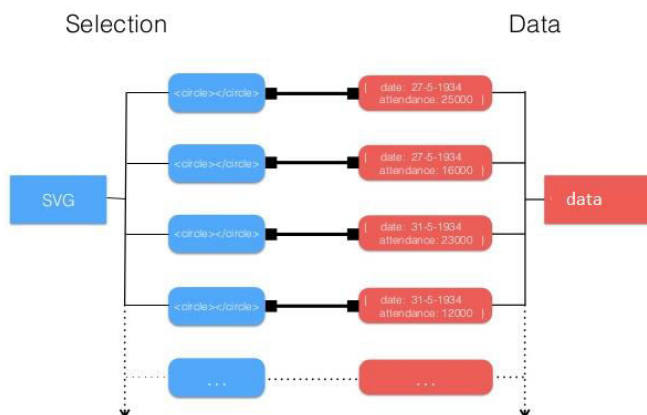 Selection
Data
<circle></circle>
{ date: 27-5-1934
attendance: 25000 }
<circle></circle>
{ date: 27-5-1934
attendance: 16000 }
SVG
data
<circle></circle>
{ date: 31-5-1934
attendance: 23000 }
<circle></circle>
{ date: 31-5-1934
attendance: 12000 }
...
...